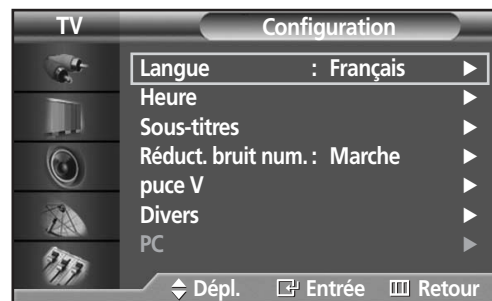 TV Configuration
Langue : Français
Heure
Sous-titres
Réduct. bruit num. : Marche
puce V
Divers
PC
Dépl. Entrée Retour